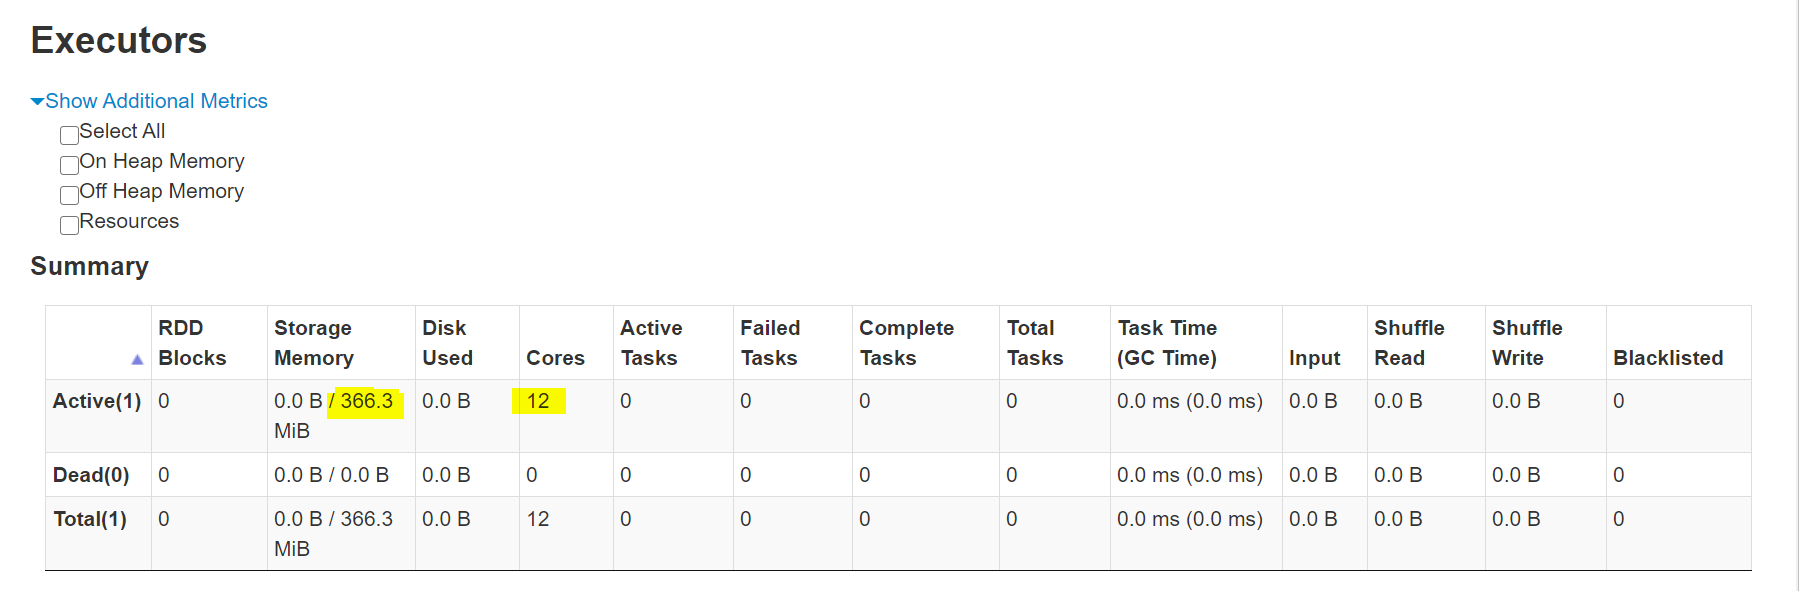 Executors
Show Additional Metrics
Select All
On Heap Memory
Off Heap Memory
Resources
Summary
RDD Blocks Storage Memory Disk Used Cores Active Tasks Failed Tasks Complete Tasks Total Tasks Task Time (GC Time) Input Shuffle Read Shuffle Write Blacklisted
Active(1) 0 0.0 B / 366.3 MiB 0.0 B 12 0 0 0 0 0.0 ms (0.0 ms) 0.0 B 0.0 B 0.0 B 0
Dead(0) 0 0.0 B / 0.0 B 0.0 B 0 0 0 0 0 0.0 ms (0.0 ms) 0.0 B 0.0 B 0.0 B 0
Total(1) 0 0.0 B / 366.3 MiB 0.0 B 12 0 0 0 0 0.0 ms (0.0 ms) 0.0 B 0.0 B 0.0 B 0